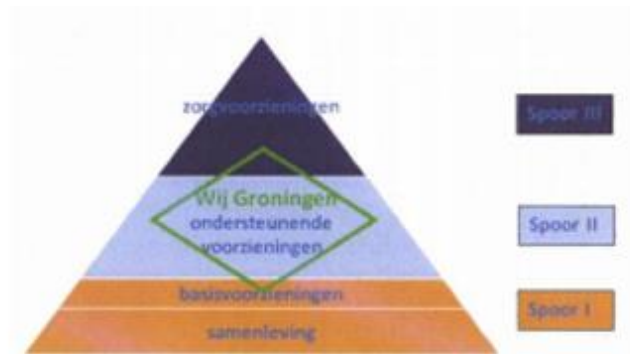 zorgvoorzieningen
Spoor III
Wij Groningen
ondersteunende
voorzieningen
Spoor II
basisvoorzieningen
Spoor I
samenleving